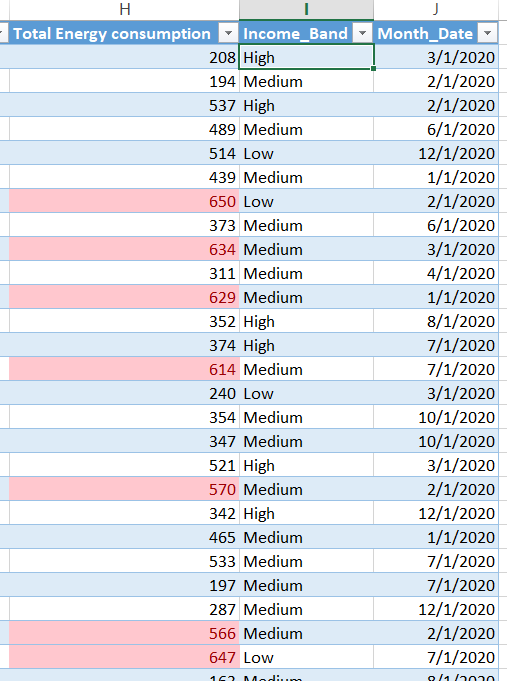 H I J
Total Energy consumption Income_Band Month_Date
208 High 3/1/2020
194 Medium 2/1/2020
537 High 2/1/2020
489 Medium 6/1/2020
514 Low 12/1/2020
439 Medium 1/1/2020
650 Low 2/1/2020
373 Medium 6/1/2020
634 Medium 3/1/2020
311 Medium 4/1/2020
629 Medium 1/1/2020
352 High 8/1/2020
374 High 7/1/2020
614 Medium 7/1/2020
240 Low 3/1/2020
354 Medium 10/1/2020
347 Medium 10/1/2020
521 High 3/1/2020
570 Medium 2/1/2020
342 High 12/1/2020
465 Medium 1/1/2020
533 Medium 7/1/2020
197 Medium 7/1/2020
287 Medium 12/1/2020
566 Medium 2/1/2020
647 Low 7/1/2020
Medium